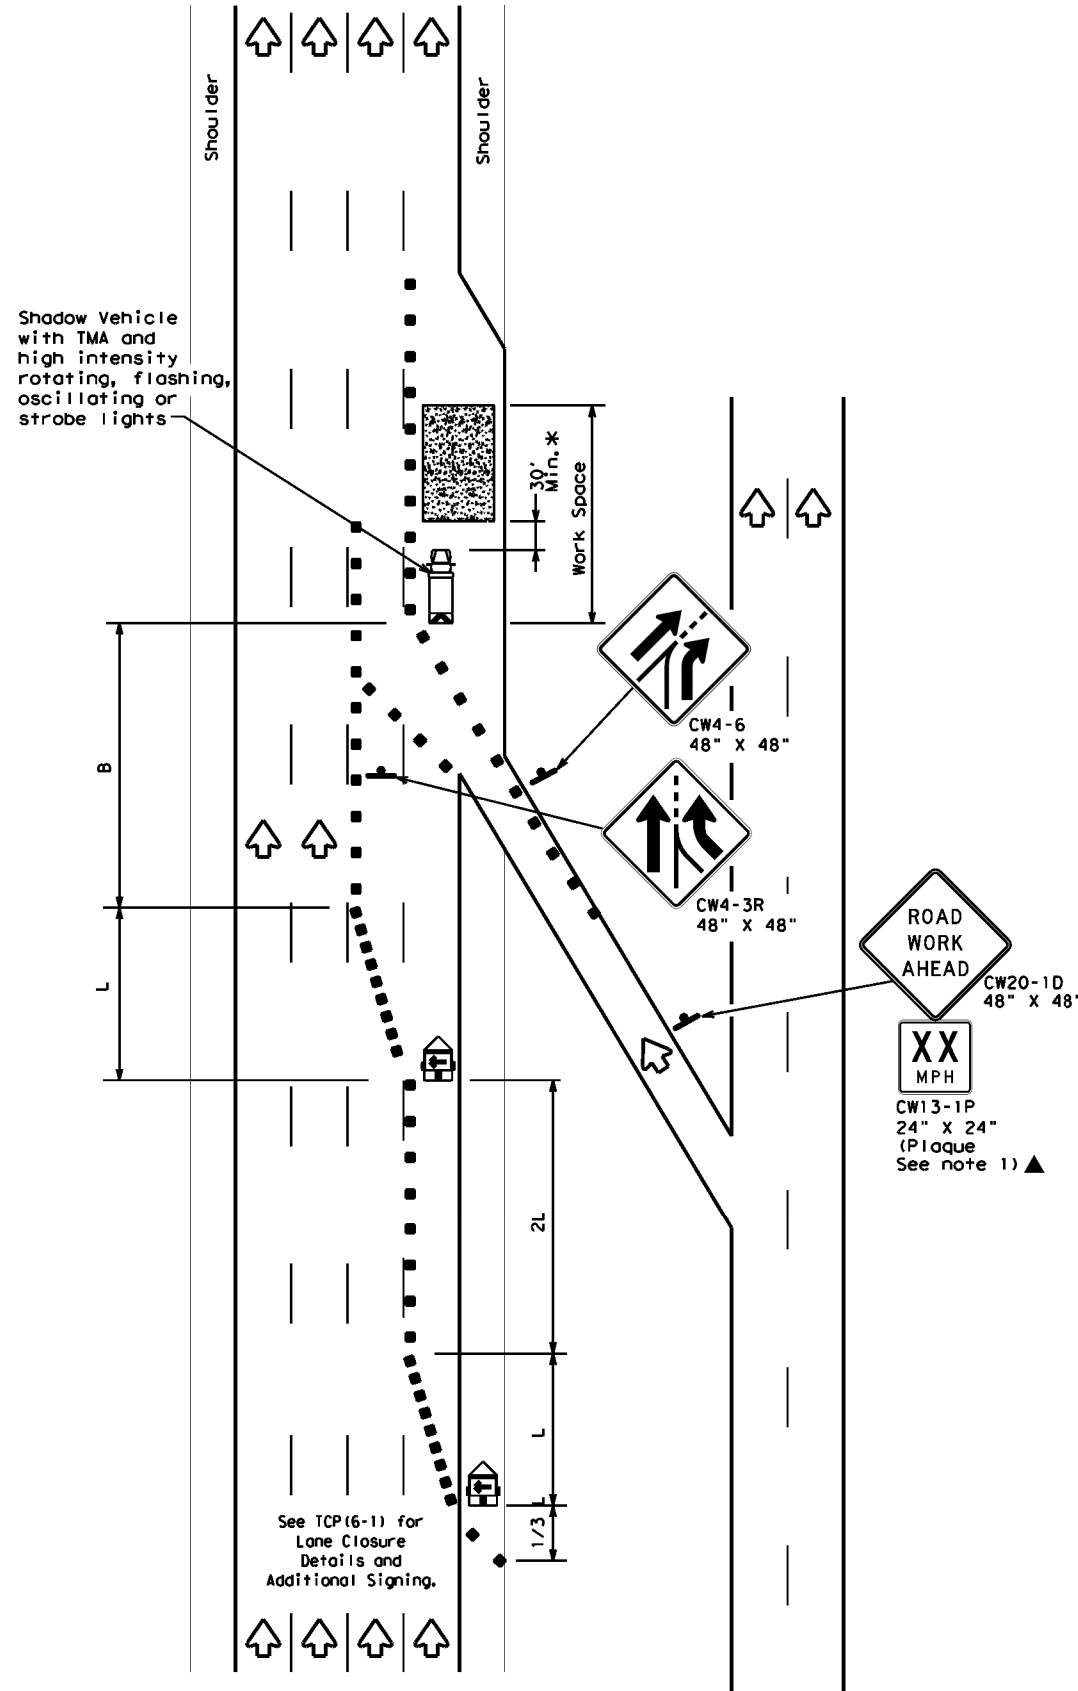 Shoulder
Shoulder
Shadow Vehicle
with TMA and
high intensity
rotating, flashing,
oscillating or
strobe lights
30'
Min.*
Work Space
CW4-6
48" X 48"
B
CW4-3R
48" X 48"
ROAD
WORK
AHEAD
CW20-1D
48" X 48"
L
XX
MPH
CW13-1P
24" X 24"
(Plaque
See note 1) ▲
2L
L
1/3 L
See TCP(6-1) for
Lane Closure
Details and
Additional Signing.